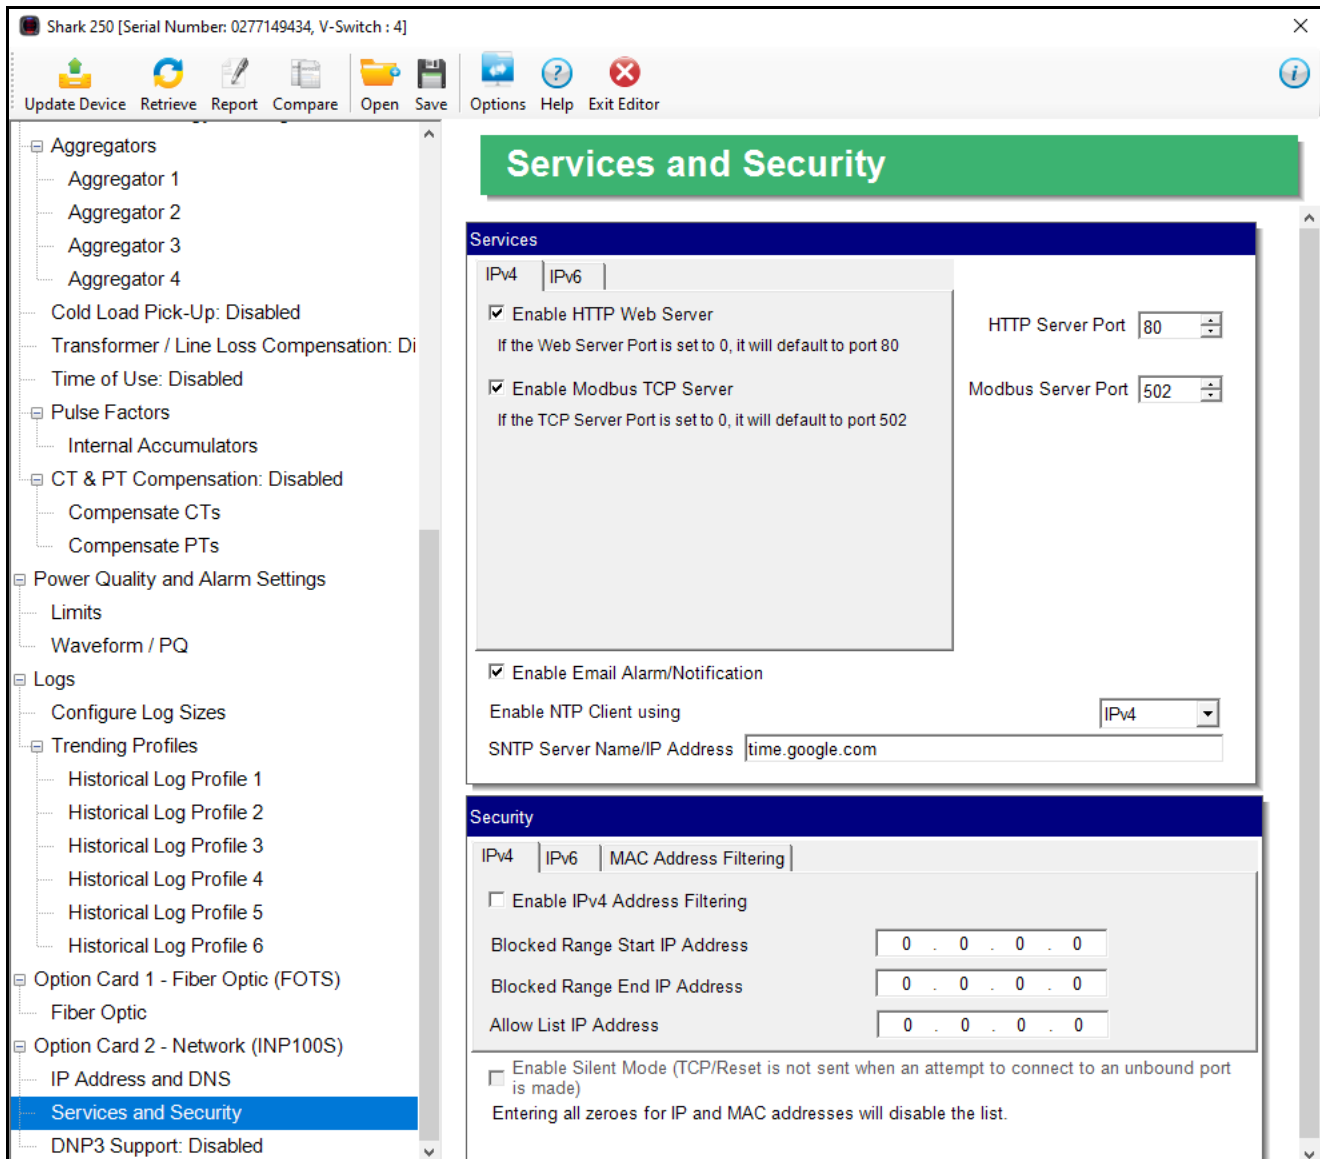 Shark 250 [Serial Number: 0277149434, V-Switch : 4]
Update Device
Retrieve
Report
Compare
Open
Save
Options
Help
Exit Editor
Aggregators
Aggregator 1
Aggregator 2
Aggregator 3
Aggregator 4
Cold Load Pick-Up: Disabled
Transformer / Line Loss Compensation: Di
Time of Use: Disabled
Pulse Factors
Internal Accumulators
CT & PT Compensation: Disabled
Compensate CTs
Compensate PTs
Power Quality and Alarm Settings
Limits
Waveform / PQ
Logs
Configure Log Sizes
Trending Profiles
Historical Log Profile 1
Historical Log Profile 2
Historical Log Profile 3
Historical Log Profile 4
Historical Log Profile 5
Historical Log Profile 6
Option Card 1 - Fiber Optic (FOTS)
Fiber Optic
Option Card 2 - Network (INP100S)
IP Address and DNS
Services and Security
DNP3 Support: Disabled
Services and Security
Services
IPv4
IPv6
Enable HTTP Web Server
If the Web Server Port is set to 0, it will default to port 80
HTTP Server Port 80
Enable Modbus TCP Server
If the TCP Server Port is set to 0, it will default to port 502
Modbus Server Port 502
Enable Email Alarm/Notification
Enable NTP Client using IPv4
SNTP Server Name/IP Address time.google.com
Security
IPv4
IPv6
MAC Address Filtering
Enable IPv4 Address Filtering
Blocked Range Start IP Address 0 . 0 . 0 . 0
Blocked Range End IP Address 0 . 0 . 0 . 0
Allow List IP Address 0 . 0 . 0 . 0
Enable Silent Mode (TCP/Reset is not sent when an attempt to connect to an unbound port
is made)
Entering all zeroes for IP and MAC addresses will disable the list.